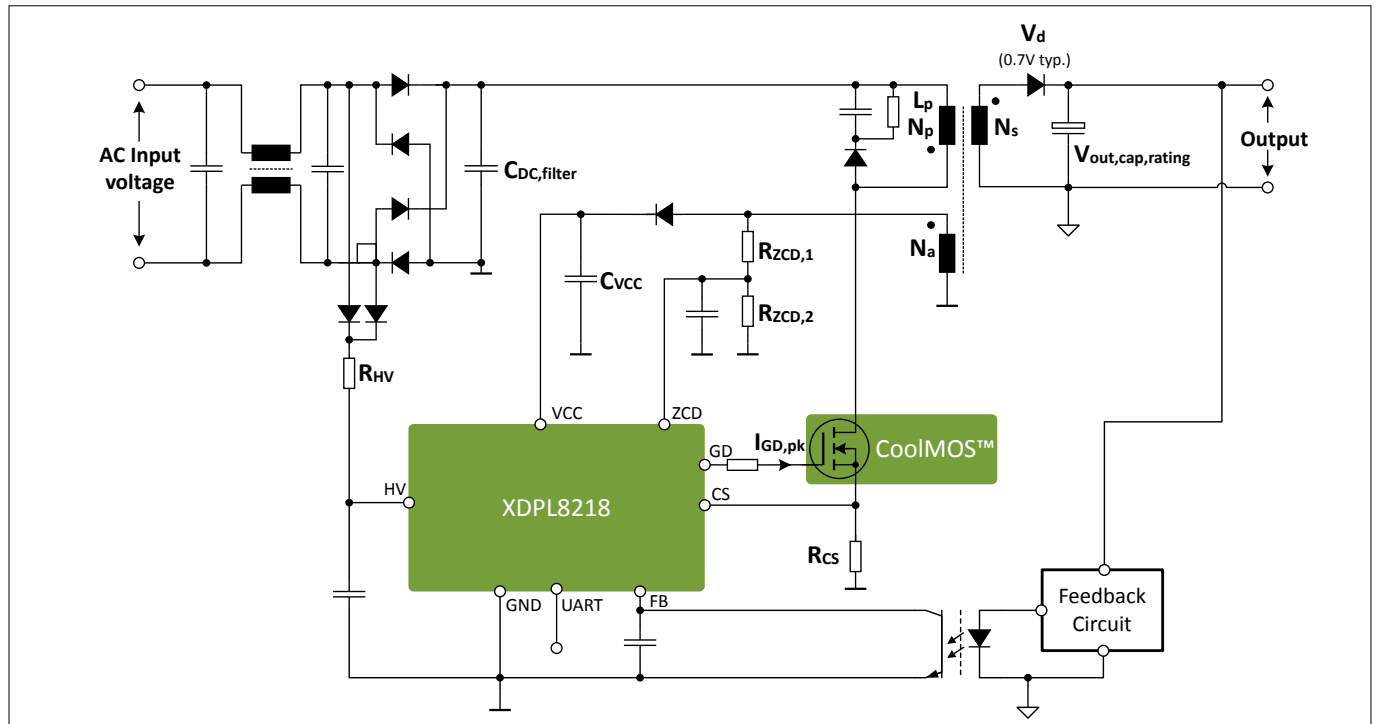 Vd
(0.7V typ.)
Lp
Np
Ns
AC Input
voltage
CDC,filter
Vout,cap,rating
Output
RZCD,1
Na
CVCC
RZCD,2
RHV
VCC
ZCD
GD
IGD,pk
CoolMOS™
HV
CS
XDPL8218
RCS
GND
UART
FB
Feedback
Circuit